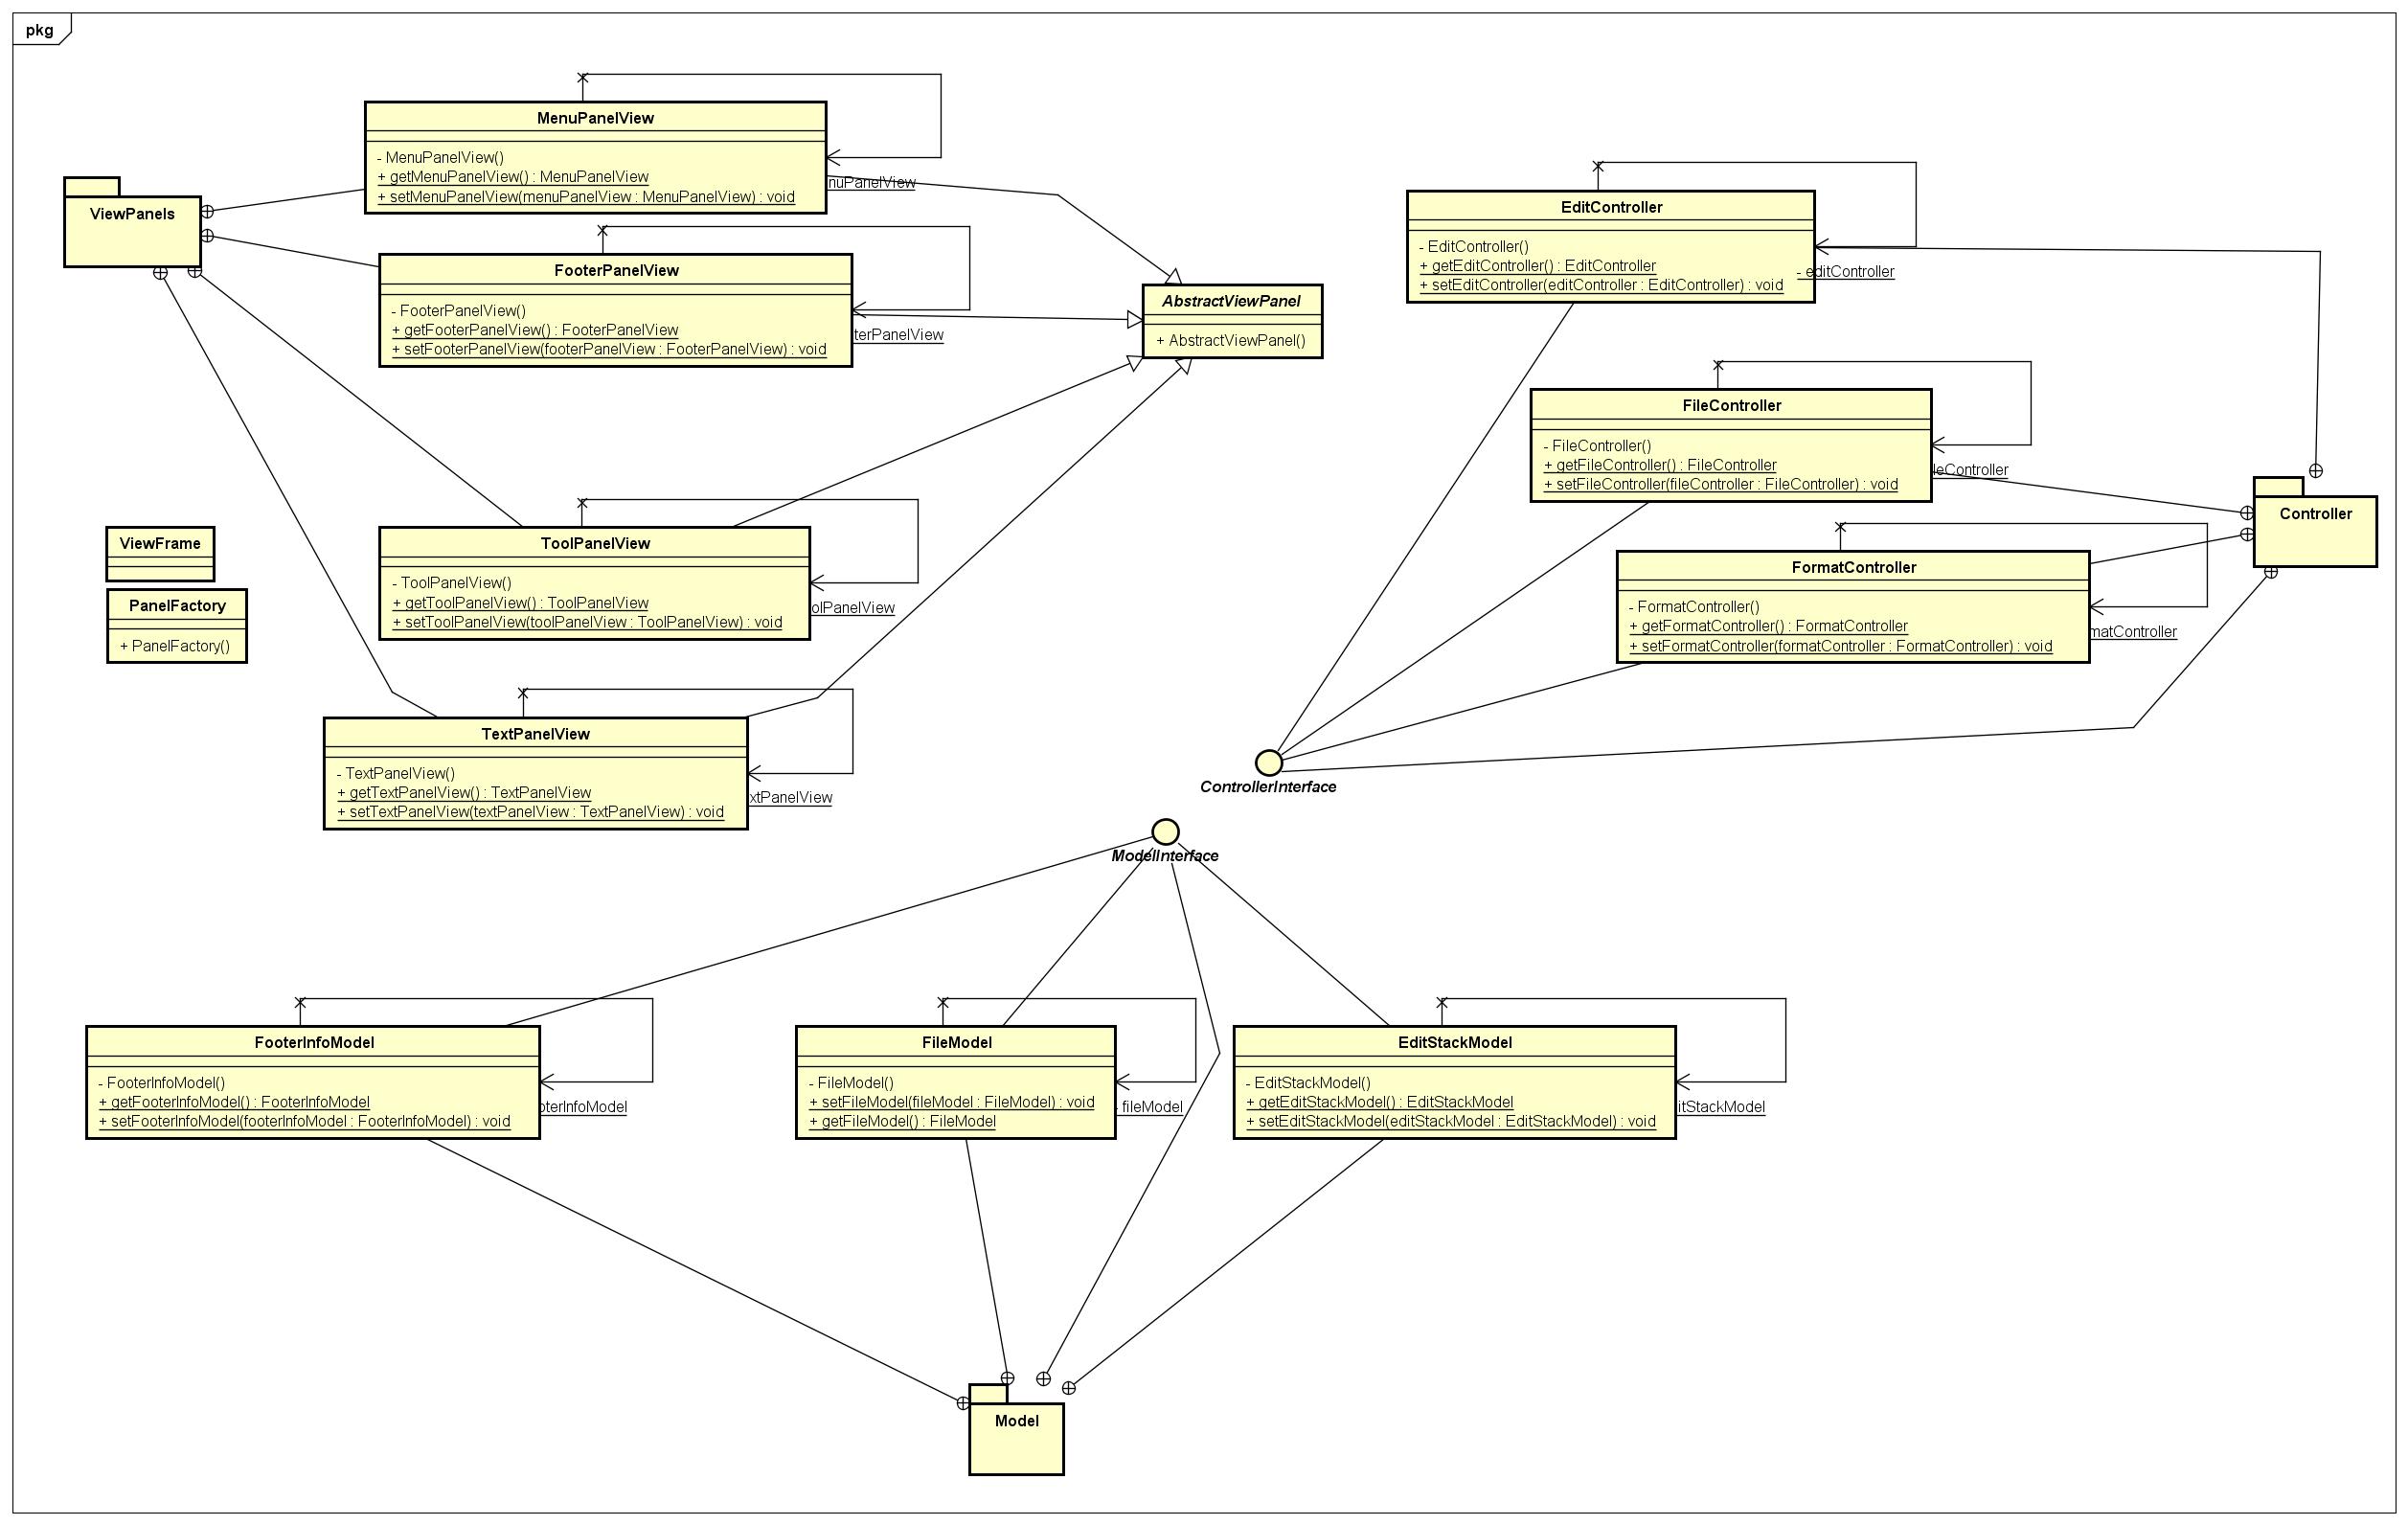 pkg
MenuPanelView
- MenuPanelView()
+ getMenuPanelView() : MenuPanelView
+ setMenuPanelView(menuPanelView : MenuPanelView) : void
nuPanelView
ViewPanels
FooterPanelView
- FooterPanelView()
+ getFooterPanelView() : FooterPanelView
+ setFooterPanelView(footerPanelView : FooterPanelView) : void
terPanelView
AbstractViewPanel
+ AbstractViewPanel()
EditController
- EditController()
+ getEditController() : EditController
+ setEditController(editController : EditController) : void
- editController
FileController
- FileController()
+ getFileController() : FileController
+ setFileController(fileController : FileController) : void
leController
Controller
FormatController
- FormatController()
+ getFormatController() : FormatController
+ setFormatController(formatController : FormatController) : void
matController
ViewFrame
PanelFactory
+ PanelFactory()
ToolPanelView
- ToolPanelView()
+ getToolPanelView() : ToolPanelView
+ setToolPanelView(toolPanelView : ToolPanelView) : void
olPanelView
TextPanelView
- TextPanelView()
+ getTextPanelView() : TextPanelView
+ setTextPanelView(textPanelView : TextPanelView) : void
xtPanelView
ControllerInterface
ModelInterface
FooterInfoModel
- FooterInfoModel()
+ getFooterInfoModel() : FooterInfoModel
+ setFooterInfoModel(footerInfoModel : FooterInfoModel) : void
oterInfoModel
FileModel
- FileModel()
+ setFileModel(fileModel : FileModel) : void
+ getFileModel() : FileModel
- fileModel
EditStackModel
- EditStackModel()
+ getEditStackModel() : EditStackModel
+ setEditStackModel(editStackModel : EditStackModel) : void
itStackModel
Model